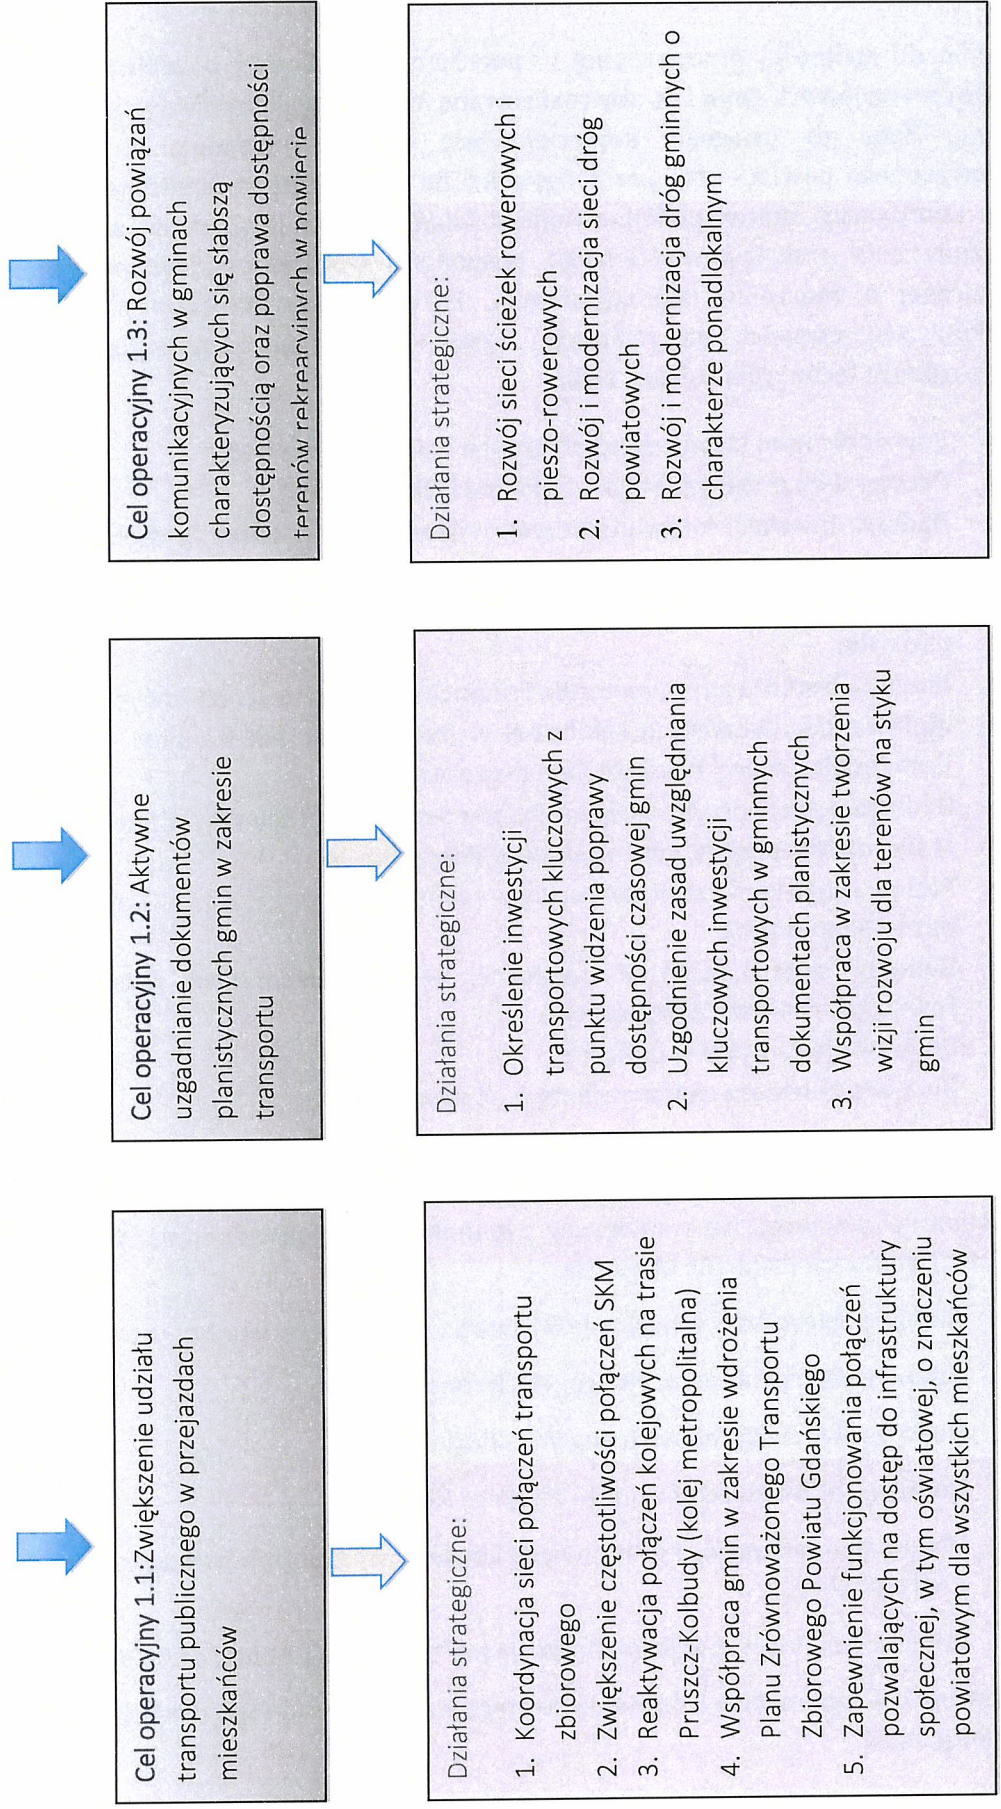 Cel operacyjny 1.1:Zwiększenie udziału
transportu publicznego w przejazdach
mieszkańców
Działania strategiczne:
1. Koordynacja sieci połączeń transportu
zbiorowego
2. Zwiększenie częstotliwości połączeń SKM
3. Reaktywacja połączeń kolejowych na trasie
Pruszcz-Kolbudy (kolej metropolitalna)
4. Współpraca gmin w zakresie wdrożenia
Planu Zrównoważonego Transportu
Zbiorowego Powiatu Gdańskiego
5. Zapewnienie funkcjonowania połączeń
pozwalających na dostęp do infrastruktury
społecznej, w tym oświatowej, o znaczeniu
powiatowym dla wszystkich mieszkańców
Cel operacyjny 1.2: Aktywne
uzgadnianie dokumentów
planistycznych gmin w zakresie
transportu
Działania strategiczne:
1. Określenie inwestycji
transportowych kluczowych z
punktu widzenia poprawy
dostępności czasowej gmin
2. Uzgodnienie zasad uwzględniania
kluczowych inwestycji
transportowych w gminnych
dokumentach planistycznych
3. Współpraca w zakresie tworzenia
wizji rozwoju dla terenów na styku
gmin
Cel operacyjny 1.3: Rozwój powiązań
komunikacyjnych w gminach
charakteryzujących się słabszą
dostępnością oraz poprawa dostępności
terenów rekreacyjnych w powiecie
Działania strategiczne:
1. Rozwój sieci ścieżek rowerowych i
pieszo-rowerowych
2. Rozwój i modernizacja sieci dróg
powiatowych
3. Rozwój i modernizacja dróg gminnych o
charakterze ponadlokalnym